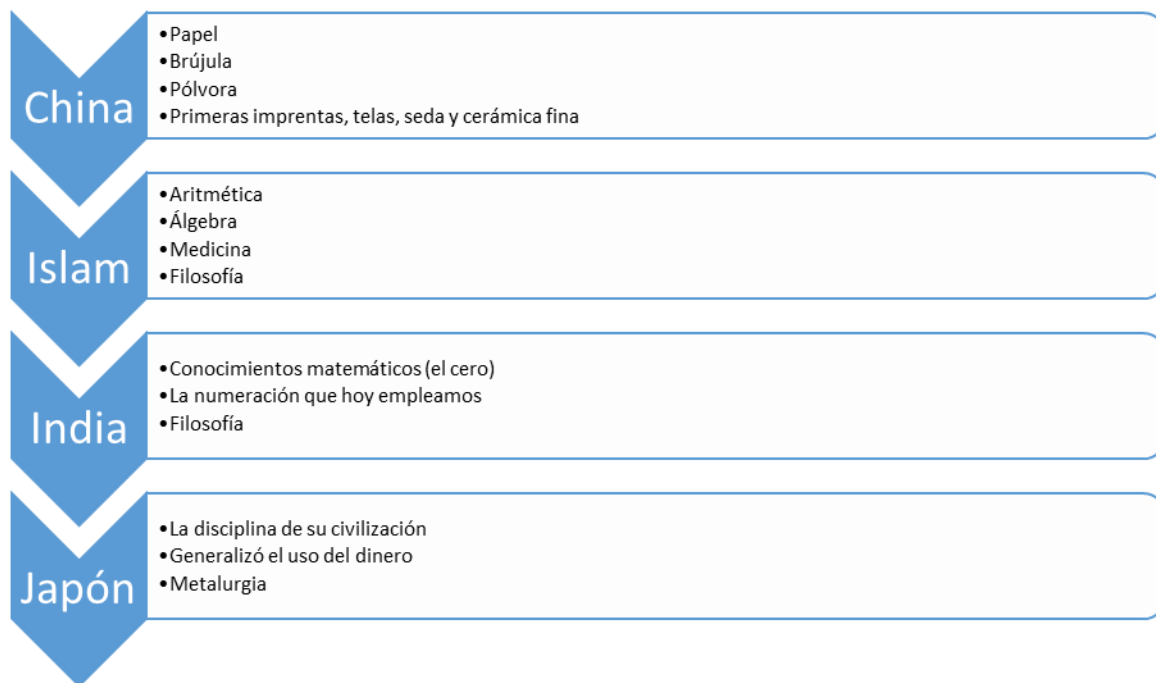 China
•Papel
•Brújula
•Pólvora
•Primeras imprentas, telas, seda y cerámica fina
Islam
•Aritmética
•Álgebra
•Medicina
•Filosofía
India
•Conocimientos matemáticos (el cero)
•La numeración que hoy empleamos
•Filosofía
Japón
•La disciplina de su civilización
•Generalizó el uso del dinero
•Metalurgia